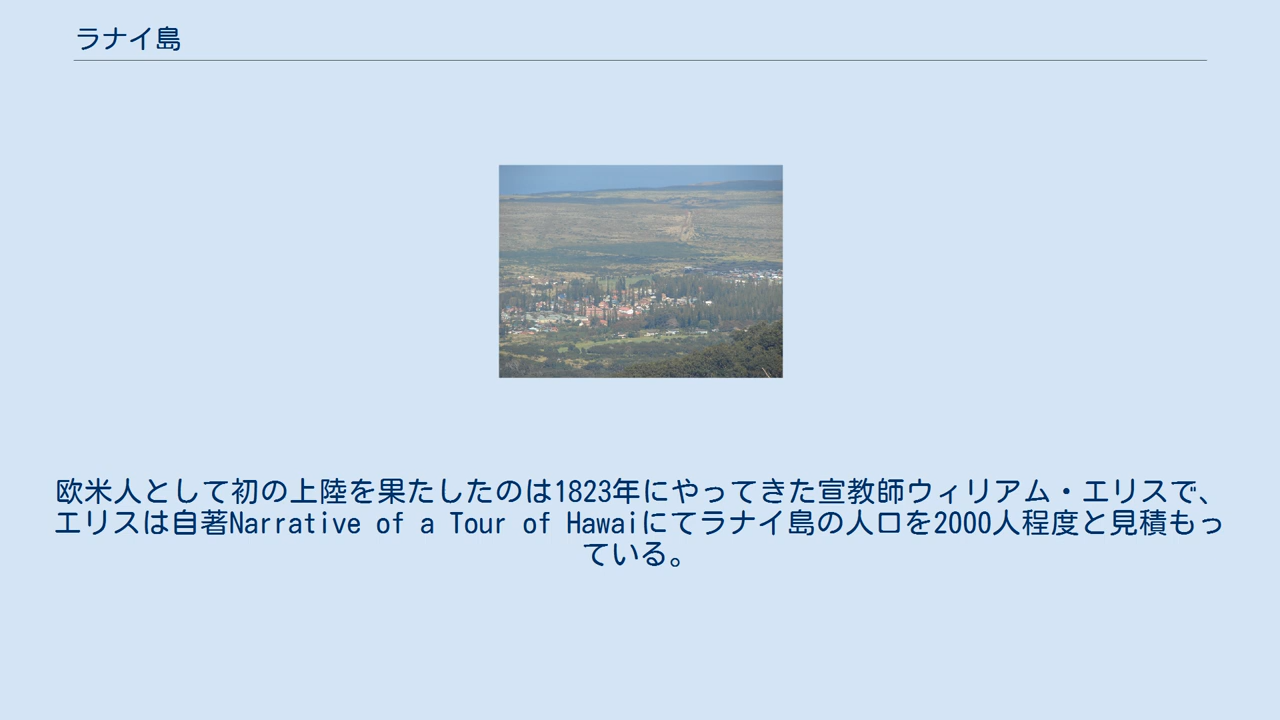 ラナイ島
欧米人として初の上陸を果たしたのは1823年にやってきた宣教師ウィリアム・エリスで、
エリスは自著Narrative of a Tour of Hawaiにてラナイ島の人口を2000人程度と見積もっ
ている。